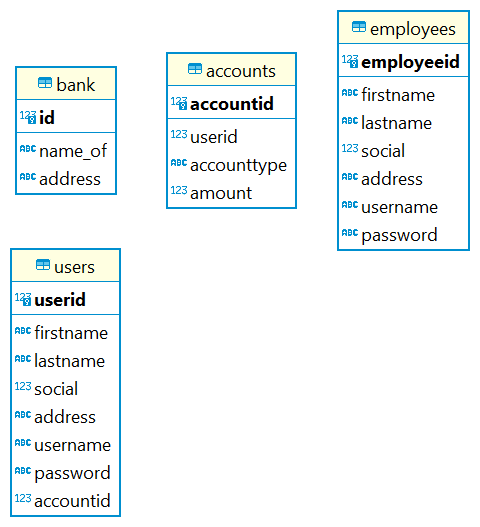 bank
123 id
ABC name_of
ABC address
accounts
123 accountid
123 userid
ABC accounttype
123 amount
employees
123 employeeid
ABC firstname
ABC lastname
123 social
ABC address
ABC username
ABC password
users
123 userid
ABC firstname
ABC lastname
123 social
ABC address
ABC username
ABC password
123 accountid